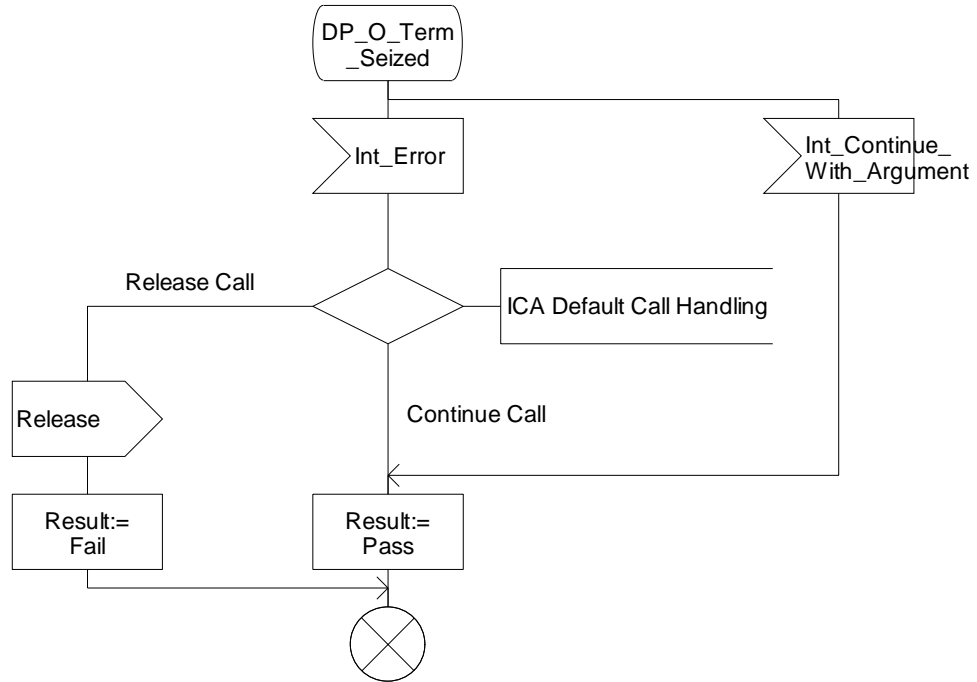 DP_O_Term
_Seized
Int_Error
Int_Continue_
With_Argument
Release Call
ICA Default Call Handling
Release
Continue Call
Result:=
Fail
Result:=
Pass